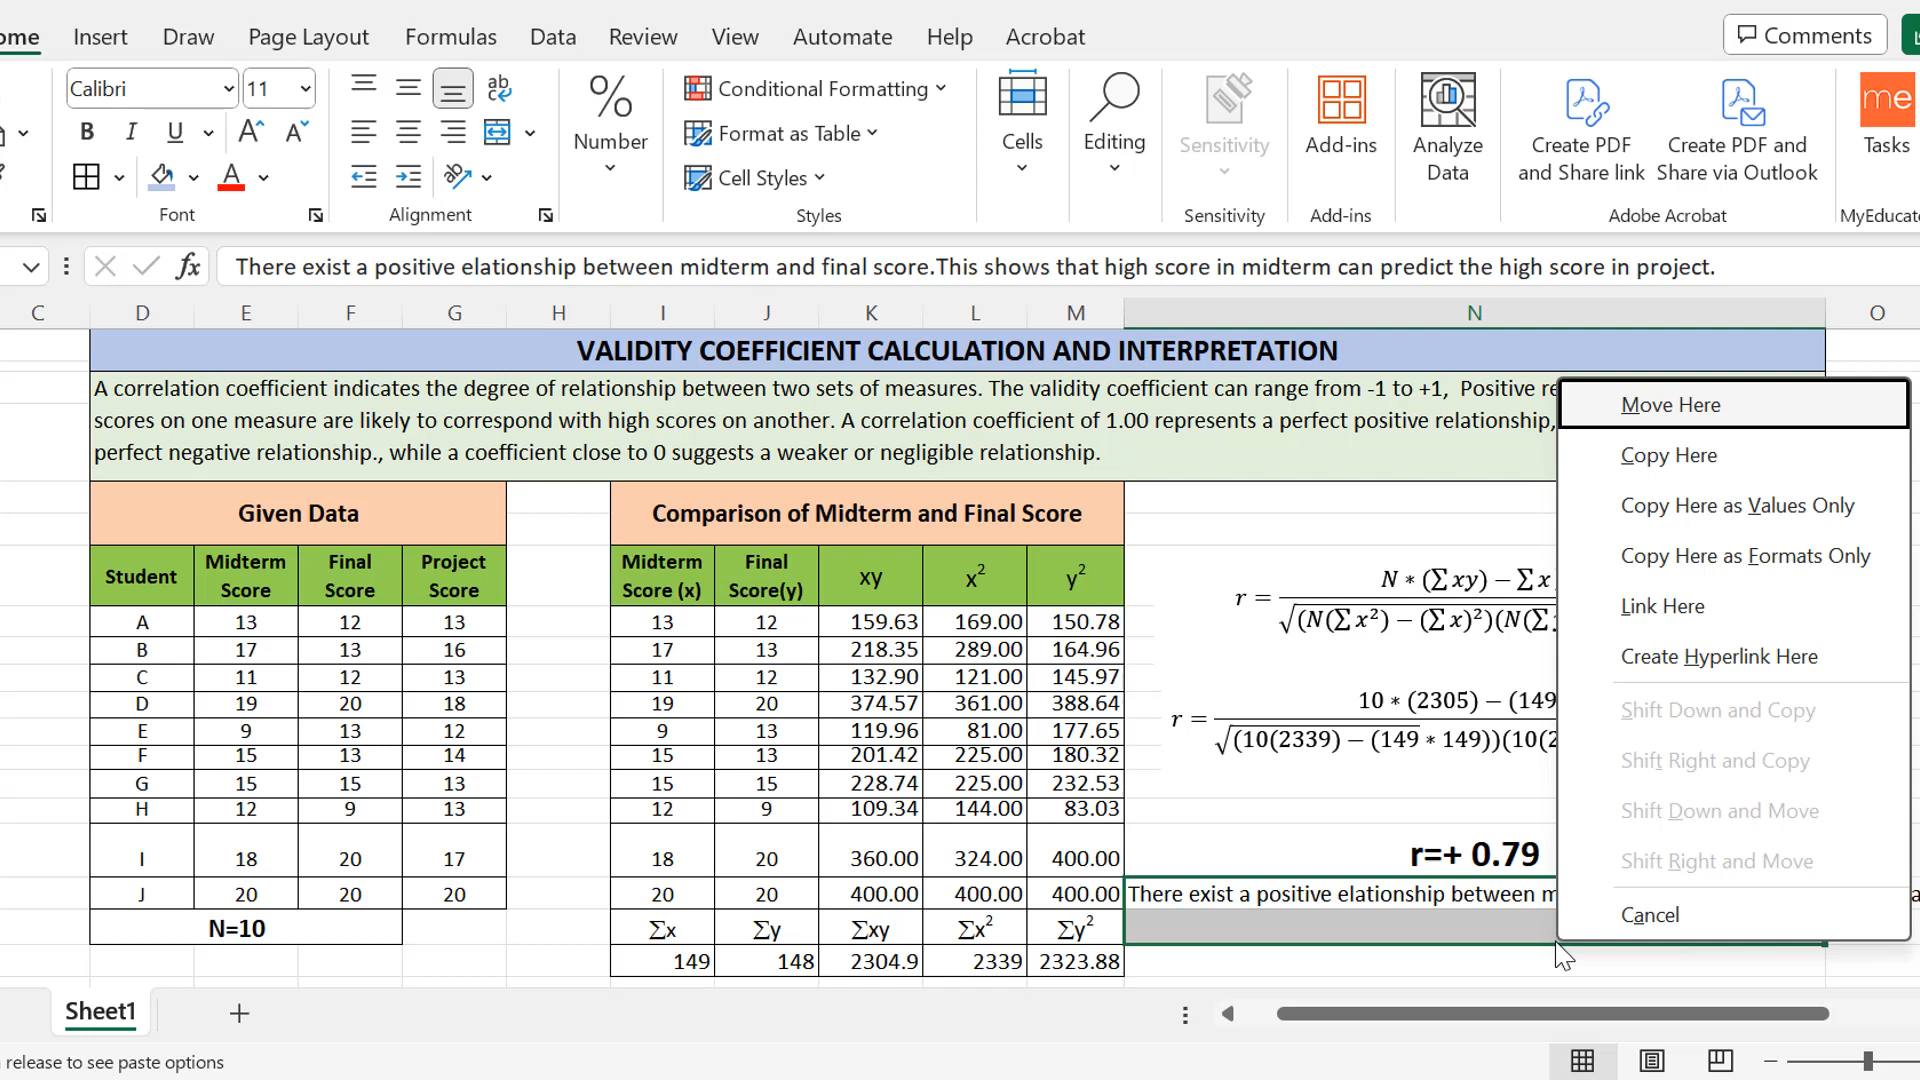 ome Insert Draw Page Layout Formulas Data Review View Automate Help Acrobat Comments
Calibri 11 Conditional Formatting
B I U A A Format as Table
Number Cells Editing Sensitivity Add-ins Analyze Data Create PDF and Share link Create PDF and Share via Outlook me Tasks
Cell Styles
Font Alignment Styles Sensitivity Add-ins Adobe Acrobat MyEducato
fx There exist a positive elationship between midterm and final score.This shows that high score in midterm can predict the high score in project.
C D E F G H I J K L M N O
VALIDITY COEFFICIENT CALCULATION AND INTERPRETATION
A correlation coefficient indicates the degree of relationship between two sets of measures. The validity coefficient can range from -1 to +1, Positive re
scores on one measure are likely to correspond with high scores on another. A correlation coefficient of 1.00 represents a perfect positive relationship,
perfect negative relationship., while a coefficient close to 0 suggests a weaker or negligible relationship.
Given Data
Student Midterm Score Final Score Project Score
A 13 12 13
B 17 13 16
C 11 12 13
D 19 20 18
E 9 13 12
F 15 13 14
G 15 15 13
H 12 9 13
I 18 20 17
J 20 20 20
N=10
Comparison of Midterm and Final Score
Midterm Score (x) Final Score(y) xy x² y²
13 12 159.63 169.00 150.78
17 13 218.35 289.00 164.96
11 12 132.90 121.00 145.97
19 20 374.57 361.00 388.64
9 13 119.96 81.00 177.65
15 13 201.42 225.00 180.32
15 15 228.74 225.00 232.53
12 9 109.34 144.00 83.03
18 20 360.00 324.00 400.00
20 20 400.00 400.00 400.00
∑x ∑y ∑xy ∑x² ∑y²
149 148 2304.9 2339 2323.88
N ∗ (∑ xy) − ∑ x
r =
√(N(∑ x²) − (∑ x)²)(N(∑
10 ∗ (2305) − (149
r =
√(10(2339) − (149 ∗ 149))(10(2
r=+ 0.79
There exist a positive elationship between m
Move Here
Copy Here
Copy Here as Values Only
Copy Here as Formats Only
Link Here
Create Hyperlink Here
Shift Down and Copy
Shift Right and Copy
Shift Down and Move
Shift Right and Move
Cancel
Sheet1
release to see paste options